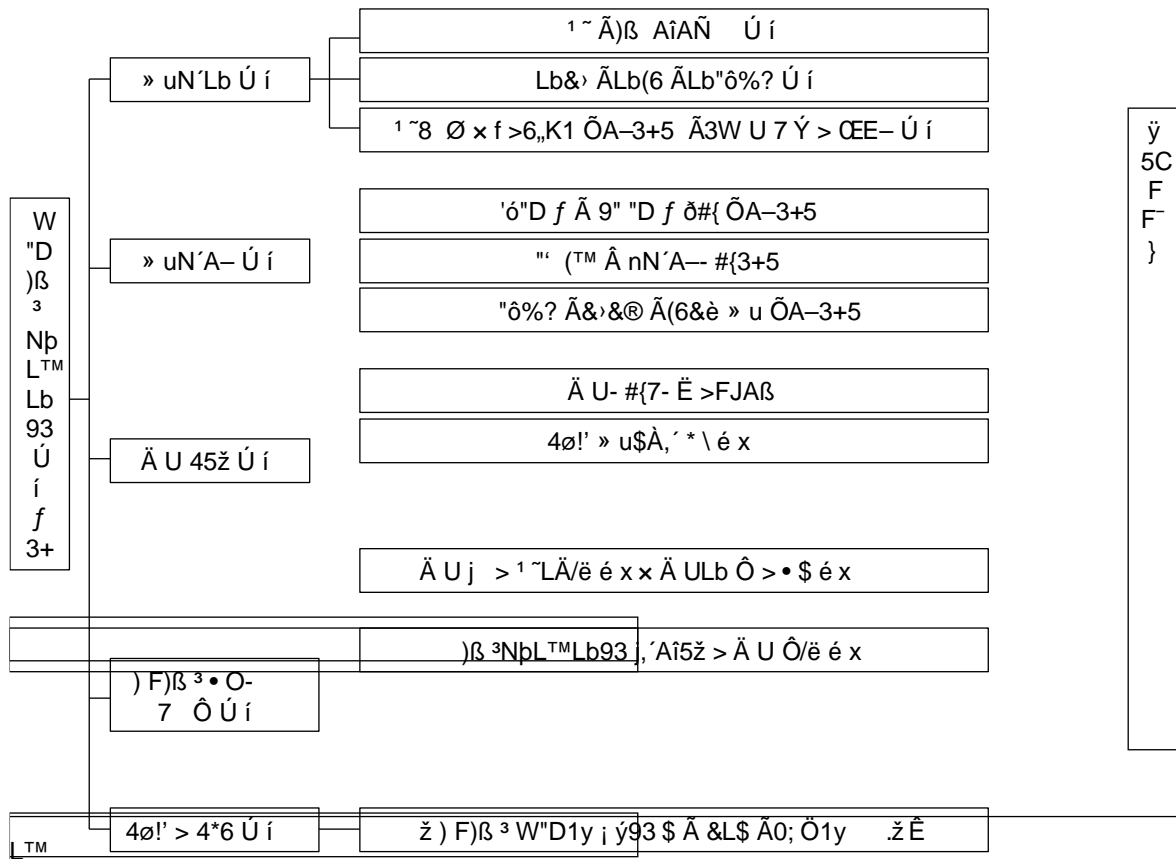 W
"D
)ß
³
Nþ
L™
Lb
93
Ú
í
ƒ
3+
» uN´Lb Ú í
¹ ˜ Ã)ß AîAÑ Ú í
Lb&› ÃLb(6 ÃLb"ô%? Ú í
¹ ˜8 Ø × f >6„K1 ÕA–3+5 Ã3W U 7 Ý > ŒE– Ú í
» uN´A– Ú í
'ó"D ƒ Ã 9" "D ƒ ð#{ ÕA–3+5
"‘ (™ Â nN´A–- #{3+5
"ô%? Ã&›&® Ã(6&è » u ÕA–3+5
Ä U 45ž Ú í
Ä U- #{7- Ë >FJAß
4ø!’ » u$À,´ * \ é x
Ä U j > ¹ ˜LÄ/ë é x × Ä ULb Ô > • $ é x
)ß ³NþL™Lb93 j,´Aî5ž > Ä U Ô/ë é x
) F)ß ³ • O-
7 Ô Ú í
4ø!’ > 4*6 Ú í
ž ) F)ß ³ W"D1y ¡ ý93 $ Ã &L$ Ã0; Ö1y .ž Ê
L™
ÿ
5C
F
F¯
}